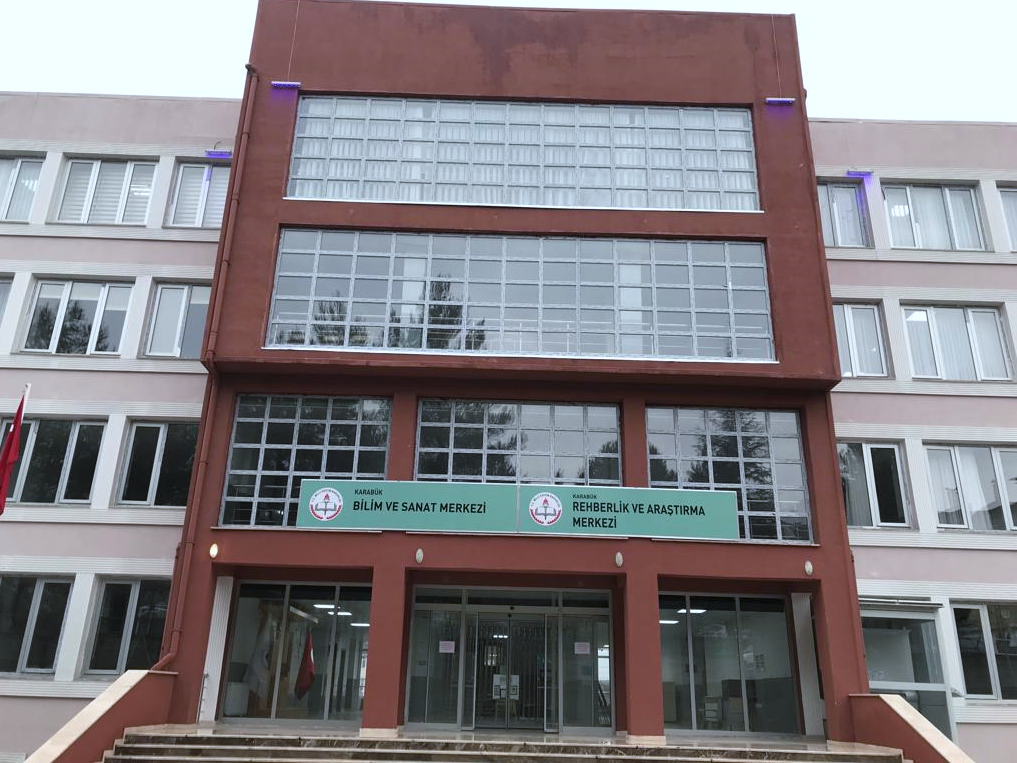 KARABÜK
BİLİM VE SANAT MERKEZİ
KARABÜK
REHBERLİK VE ARAŞTIRMA
MERKEZİ